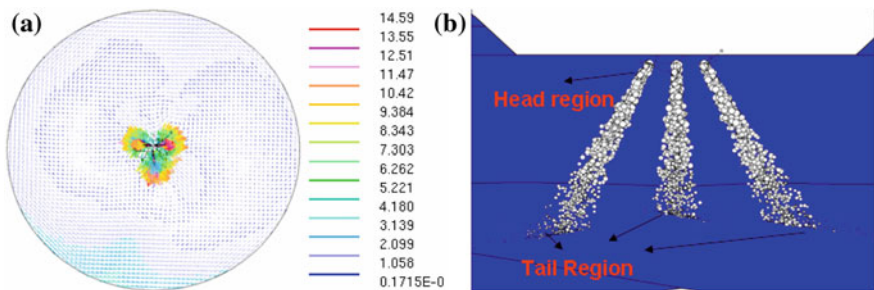 (a)
14.59
13.55
12.51
11.47
10.42
9.384
8.343
7.303
6.262
5.221
4.180
3.139
2.099
1.058
0.1715E-0
(b)
Head region
Tail Region